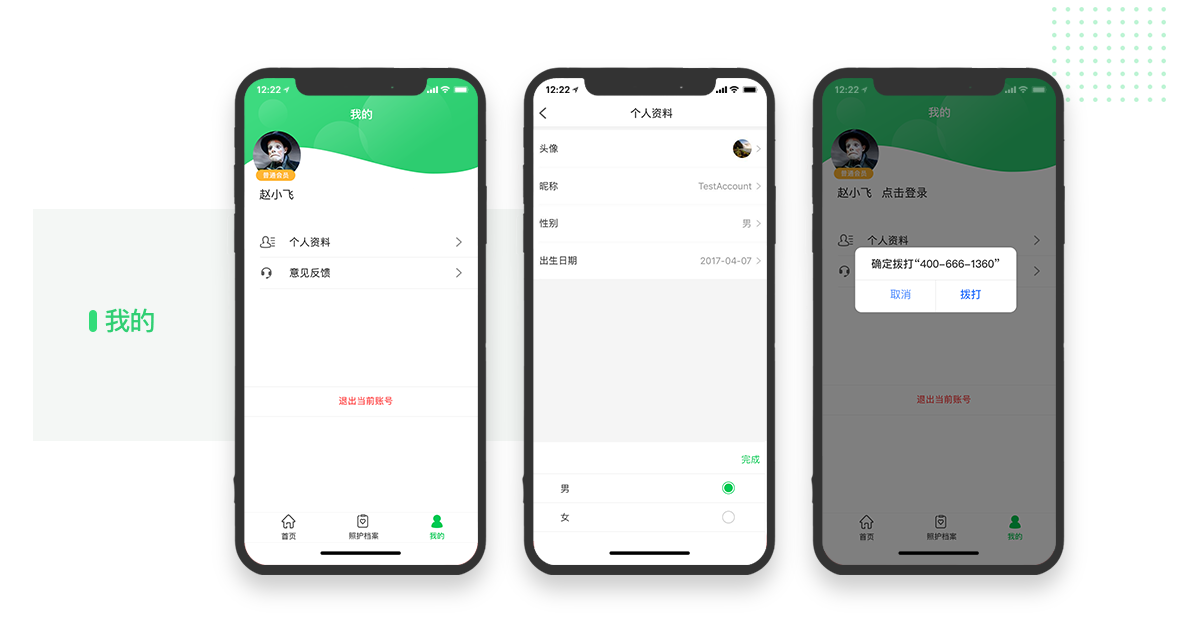 我的
12:22
我的
普通会员
赵小飞
个人资料
意见反馈
退出当前账号
首页
照护档案
我的
12:22
个人资料
头像
昵称
TestAccount
性别
男
出生日期
2017-04-07
完成
男
女
12:22
我的
普通会员
赵小飞 点击登录
个人资料
确定拨打“400-666-1360”
取消
拨打
退出当前账号
首页
照护档案
我的